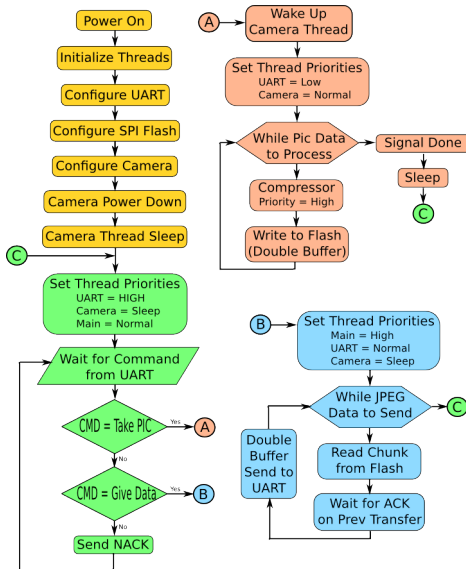 Power On
Initialize Threads
Configure UART
Configure SPI Flash
Configure Camera
Camera Power Down
Camera Thread Sleep
C
Set Thread Priorities
UART = HIGH
Camera = Sleep
Main = Normal
Wait for Command
from UART
CMD = Take PIC
Yes
A
No
CMD = Give Data
Yes
B
No
Send NACK
A
Wake Up
Camera Thread
Set Thread Priorities
UART = Low
Camera = Normal
While Pic Data
to Process
Signal Done
Sleep
C
Compressor
Priority = High
Write to Flash
(Double Buffer)
B
Set Thread Priorities
Main = High
UART = Normal
Camera = Sleep
While JPEG
Data to Send
C
Read Chunk
from Flash
Wait for ACK
on Prev Transfer
Double
Buffer
Send to
UART